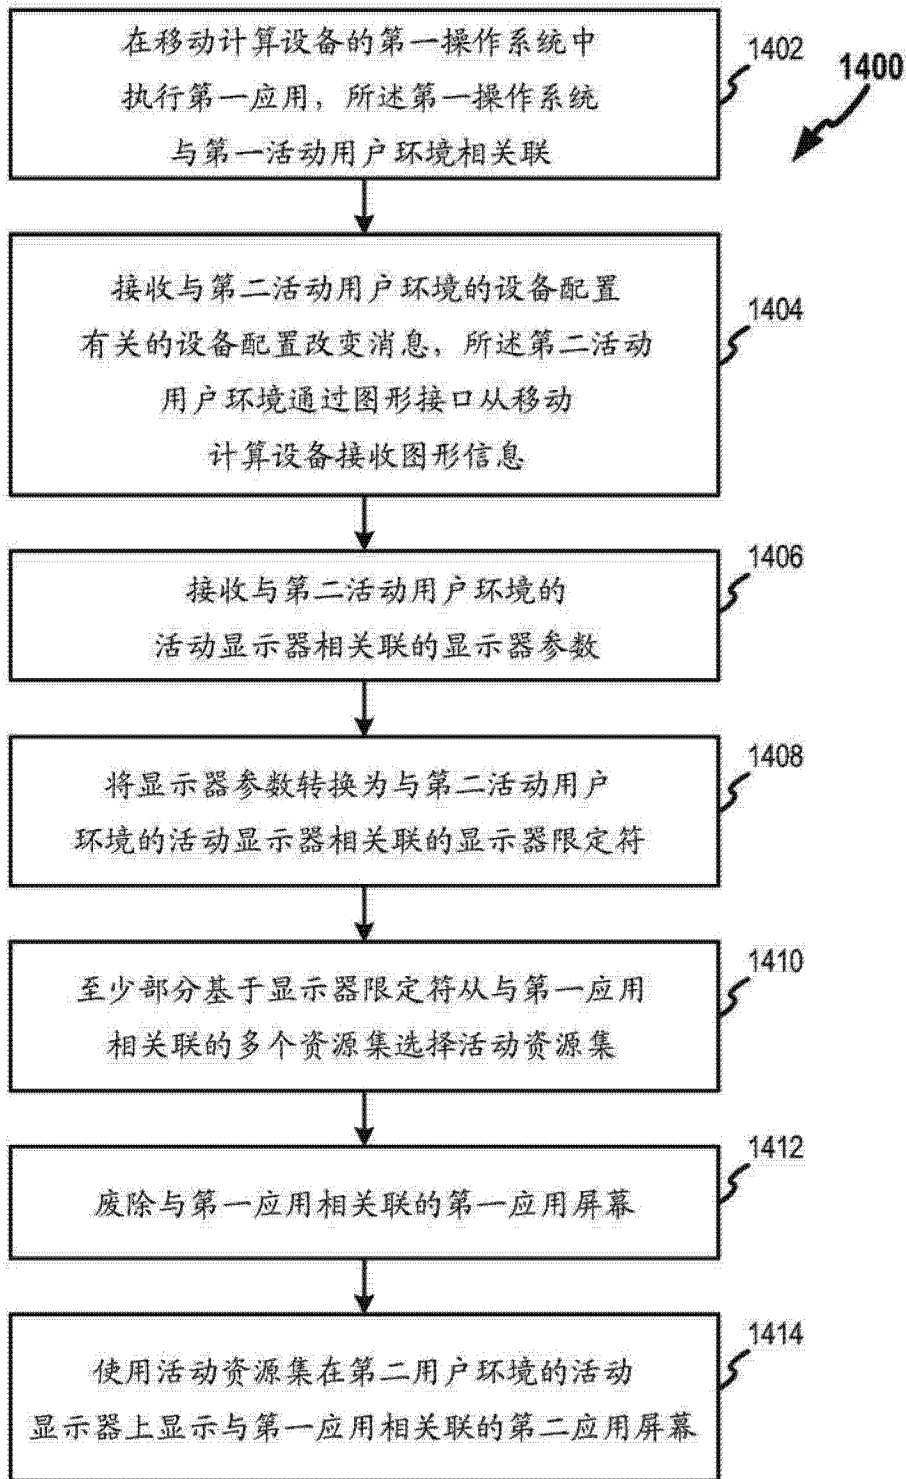 在移动计算设备的第一操作系统中
执行第一应用，所述第一操作系统
与第一活动用户环境相关联
1402
1400
接收与第二活动用户环境的设备配置
有关的设备配置改变消息，所述第二活动
用户环境通过图形接口从移动
计算设备接收图形信息
1404
接收与第二活动用户环境的
活动显示器相关联的显示器参数
1406
将显示器参数转换为与第二活动用户
环境的活动显示器相关联的显示器限定符
1408
至少部分基于显示器限定符从与第一应用
相关联的多个资源集选择活动资源集
1410
废除与第一应用相关联的第一应用屏幕
1412
使用活动资源集在第二用户环境的活动
显示器上显示与第一应用相关联的第二应用屏幕
1414